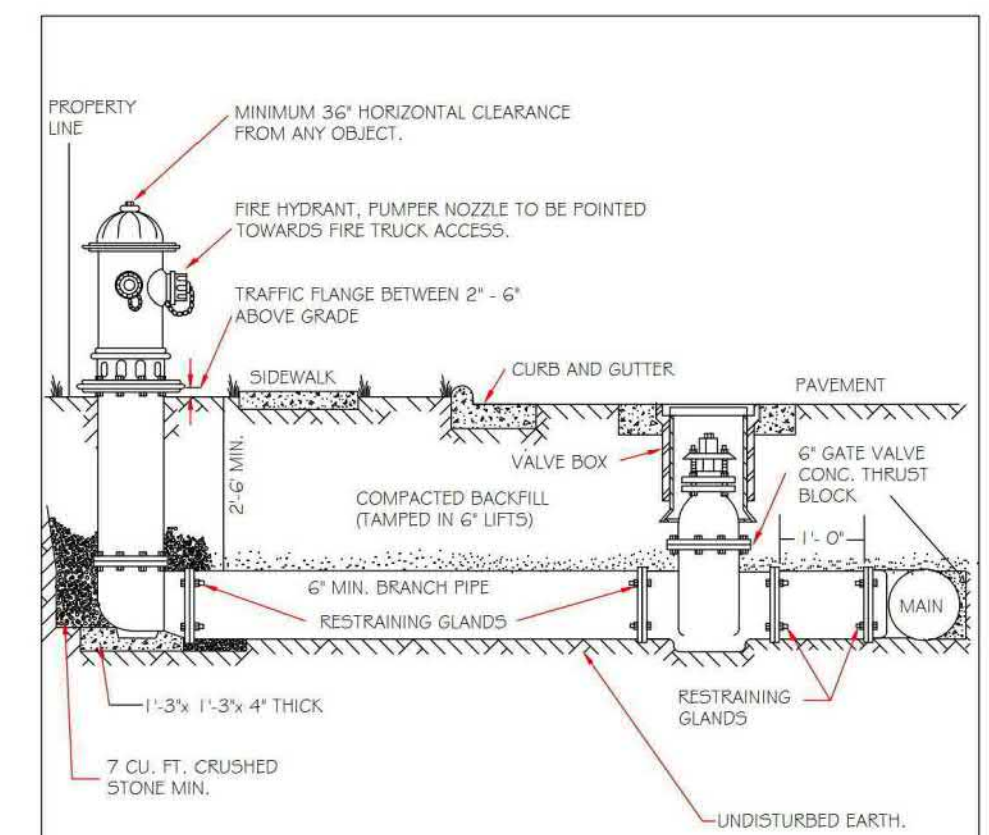 PROPERTY
LINE
MINIMUM 36" HORIZONTAL CLEARANCE
FROM ANY OBJECT.
FIRE HYDRANT, PUMPER NOZZLE TO BE POINTED
TOWARDS FIRE TRUCK ACCESS.
TRAFFIC FLANGE BETWEEN 2" - 6"
ABOVE GRADE
SIDEWALK
CURB AND GUTTER
PAVEMENT
2'-6' MIN.
COMPACTED BACKFILL
(TAMPED IN 6" LIFTS)
VALVE BOX
6" GATE VALVE
CONC. THRUST
BLOCK
1'- 0"
6" MIN. BRANCH PIPE
RESTRAINING GLANDS
MAIN
RESTRAINING
GLANDS
1'-3"x 1'-3"x 4" THICK
7 CU. FT. CRUSHED
STONE MIN.
UNDISTURBED EARTH.